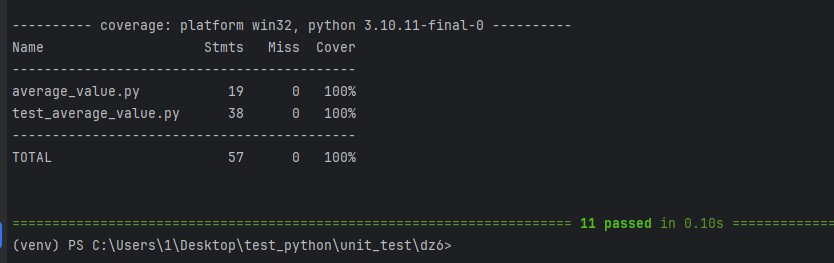 ---------- coverage: platform win32, python 3.10.11-final-0 ----------
Name                    Stmts   Miss  Cover
-------------------------------------------
average_value.py           19      0   100%
test_average_value.py      38      0   100%
-------------------------------------------
TOTAL                      57      0   100%
====================================================================== 11 passed in 0.10s =============
(venv) PS C:\Users\1\Desktop\test_python\unit_test\dz6>